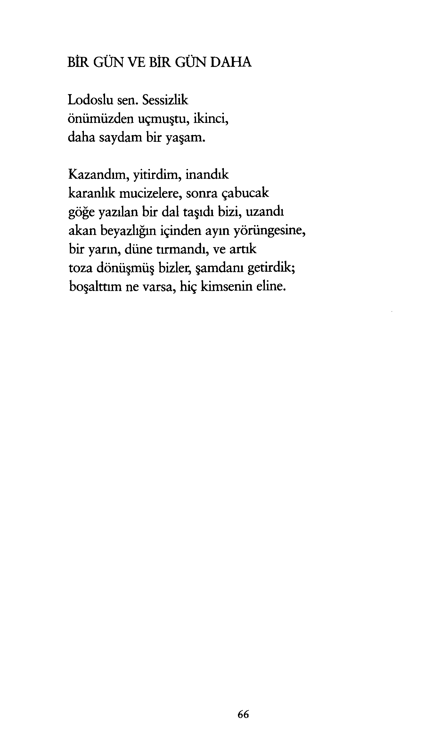 BİR GÜN VE BİR GÜN DAHA
Lodoslu sen. Sessizlik
önümüzden uçmuştu, ikinci,
daha saydam bir yaşam.
Kazandım, yitirdim, inandık
karanlık mucizelere, sonra çabucak
göğe yazılan bir dal taşıdı bizi, uzandı
akan beyazlığın içinden ayın yörüngesine,
bir yarın, düne tırmandı, ve artık
toza dönüşmüş bizler, şamdanı getirdik;
boşalttım ne varsa, hiç kimsenin eline.
66